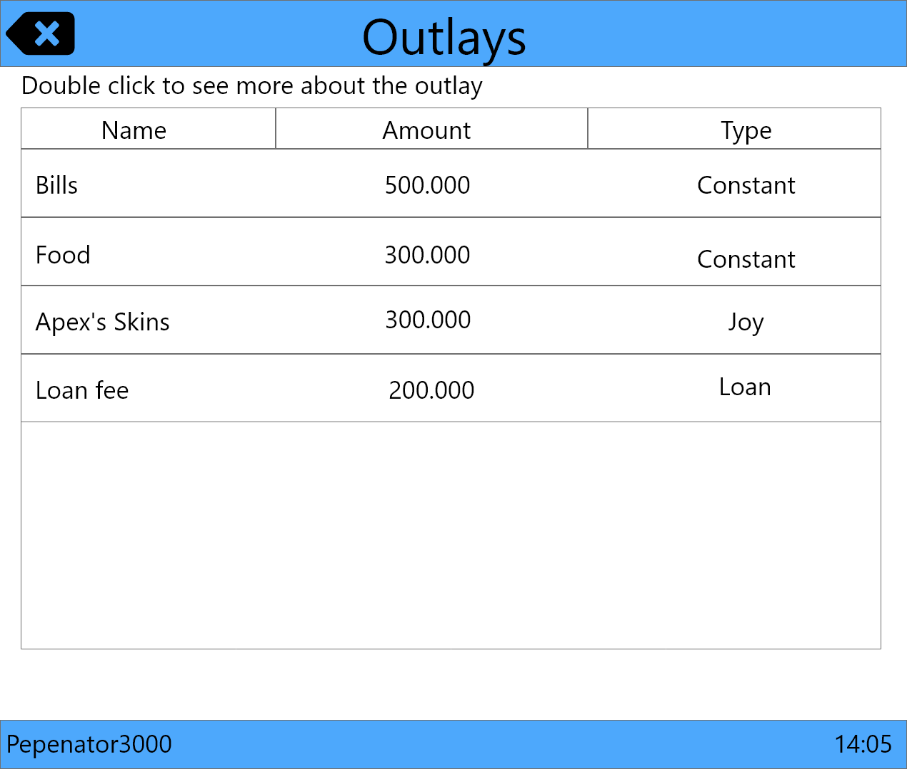 Outlays
Double click to see more about the outlay
Name Amount Type
Bills 500.000 Constant
Food 300.000 Constant
Apex's Skins 300.000 Joy
Loan fee 200.000 Loan
Pepenator3000 14:05